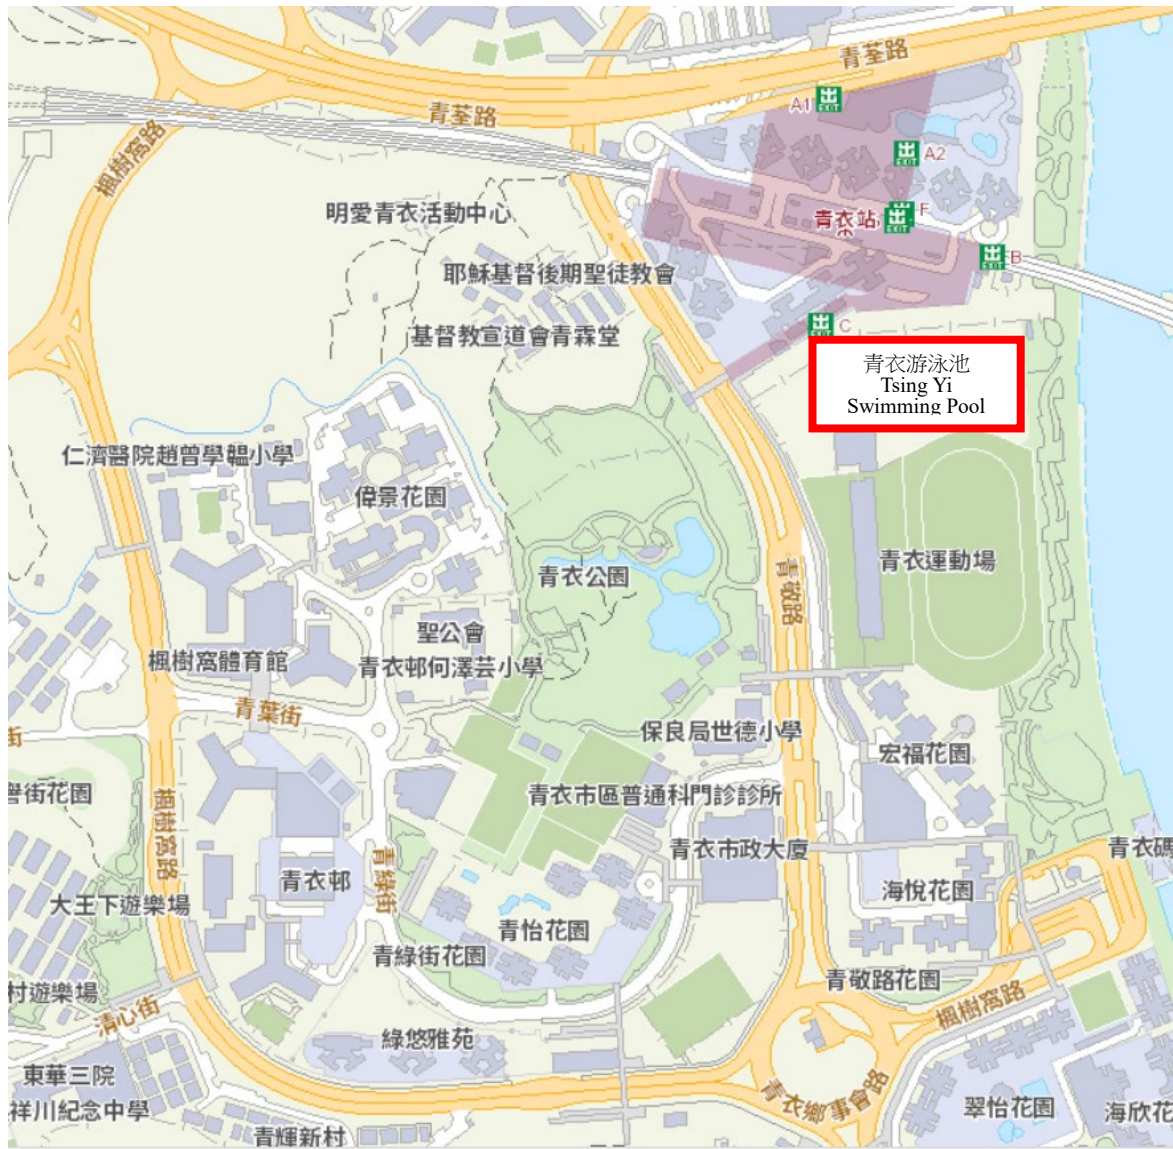 青荃路
A1
出
EXIT
青荃路
楓樹窩路
出
EXIT
A2
明愛青衣活動中心
青衣站
出
EXIT
F
耶穌基督後期聖徒教會
出
EXIT
B
基督教宣道會青霖堂
出
EXIT
C
青衣游泳池
Tsing Yi
Swimming Pool
仁濟醫院趙曾學韞小學
偉景花園
青衣公園
青敬路
青衣運動場
聖公會
青衣邨何澤芸小學
楓樹窩體育館
青葉街
街
保良局世德小學
宏福花園
街花園
楓樹窩路
青衣市區普通科門診診所
青衣市政大廈
青衣碼
青衣邨
青綠街
海悅花園
大王下遊樂場
青怡花園
青綠街花園
青敬路花園
村遊樂場
清心街
楓樹窩路
綠悠雅苑
東華三院
祥川紀念中學
青衣鄉事會路
翠怡花園
海欣花
青輝新村